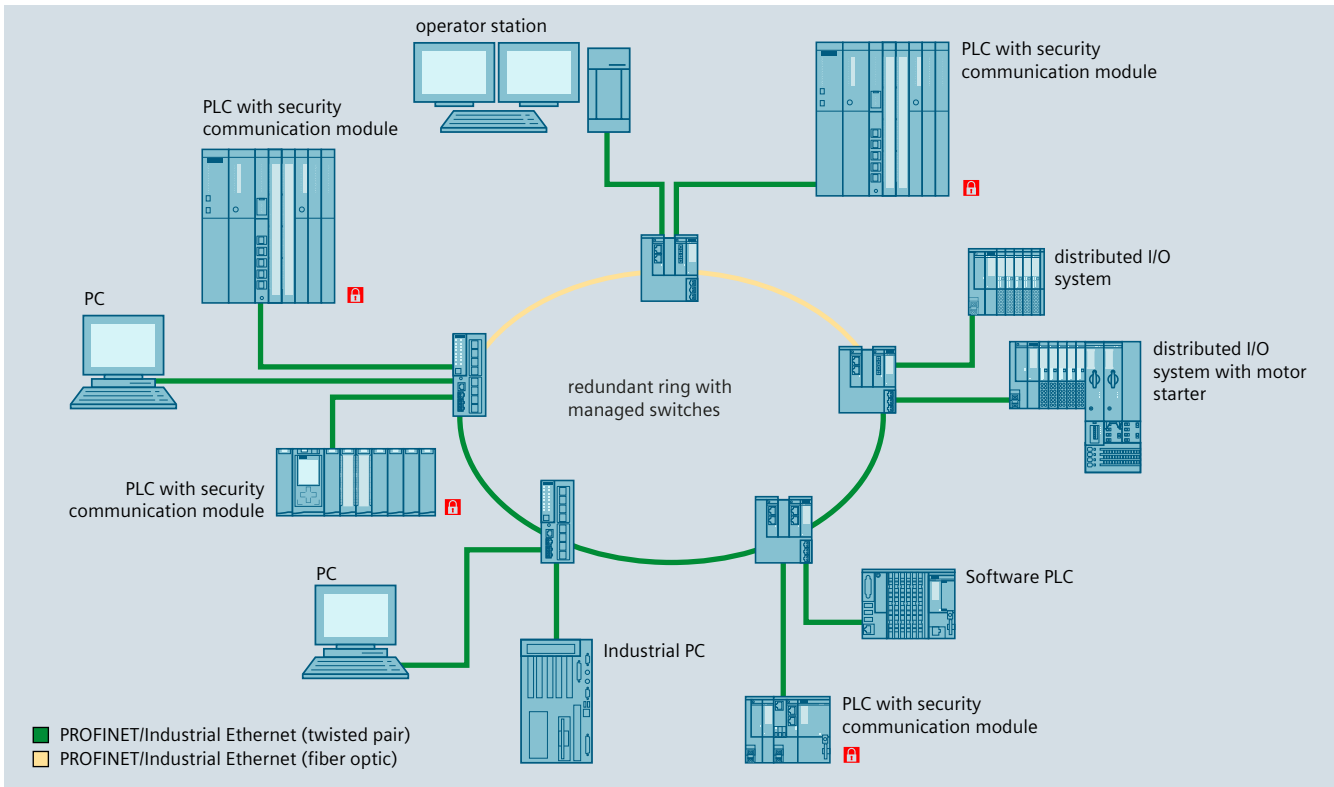 operator station
PLC with security
communication module
PLC with security
communication module
distributed I/O
system
PC
distributed I/O
system with motor
starter
redundant ring with
managed switches
PLC with security
communication module
PC
Software PLC
Industrial PC
PLC with security
communication module
PROFINET/Industrial Ethernet (twisted pair)
PROFINET/Industrial Ethernet (fiber optic)